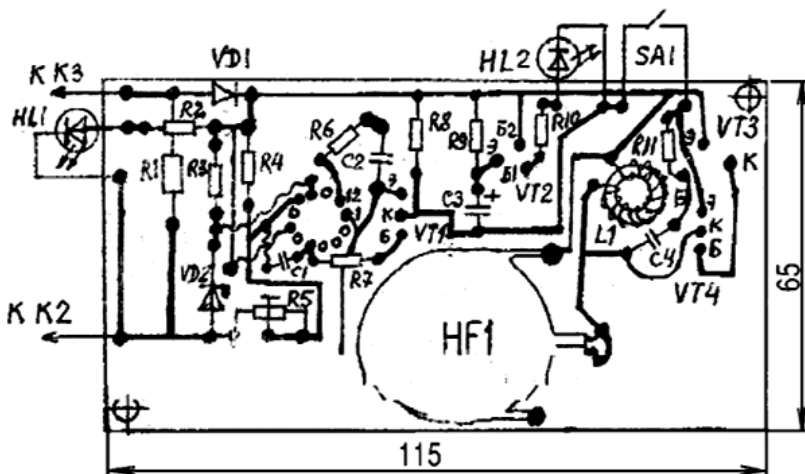 VD1
HL2
SA1
К К3
HL1
R2
R6
R8
R9
Б2
R10
R11
VT3
К
R1
R3
R4
C2
Э
Э
Б1
VT2
Э
12
1
К
Б
VT1
C3
+
L1
Б
К
Б
C4
VT4
VD2
C1
R7
R5
К К2
HF1
65
115